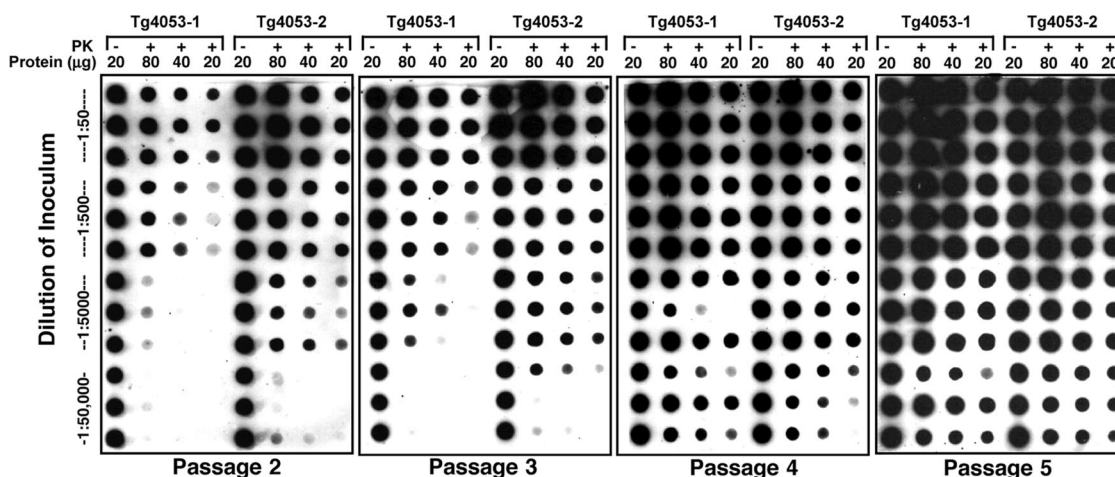 Tg4053-1 Tg4053-2 Tg4053-1 Tg4053-2 Tg4053-1 Tg4053-2 Tg4053-1 Tg4053-2
PK - + + + - + + + - + + + - + + + - + + + - + + + - + + + - + + +
Protein (µg) 20 80 40 20 20 80 40 20 20 80 40 20 20 80 40 20 20 80 40 20 20 80 40 20 20 80 40 20 20 80 40 20
Dilution of Inoculum
-----1:50-----
-----1:500-----
--1:5000---
-1:50,000-
Passage 2 Passage 3 Passage 4 Passage 5